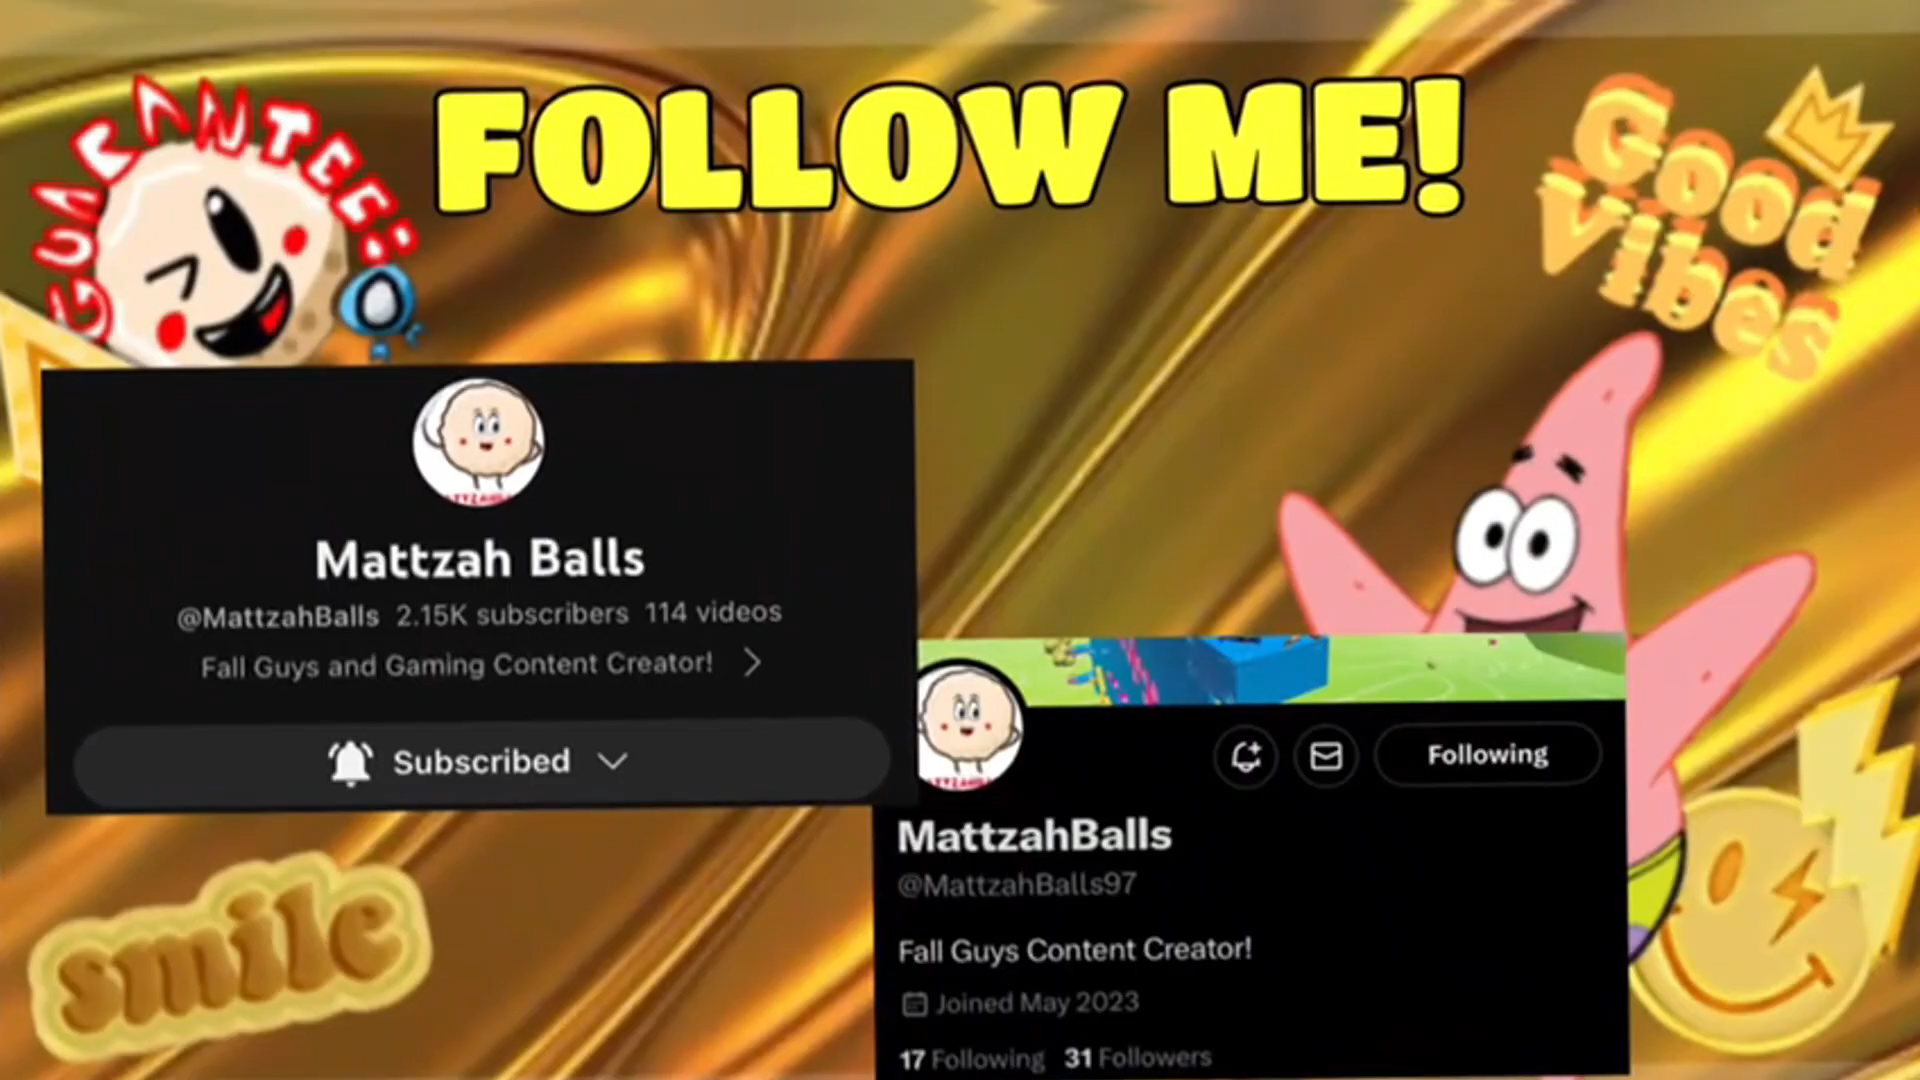 GUARANTEE!
FOLLOW ME!
Good
Vibes
Mattzah Balls
@MattzahBalls 2.15K subscribers 114 videos
Fall Guys and Gaming Content Creator!
Subscribed
Following
MattzahBalls
@MattzahBalls97
Fall Guys Content Creator!
Joined May 2023
17 Following 31 Followers
smile